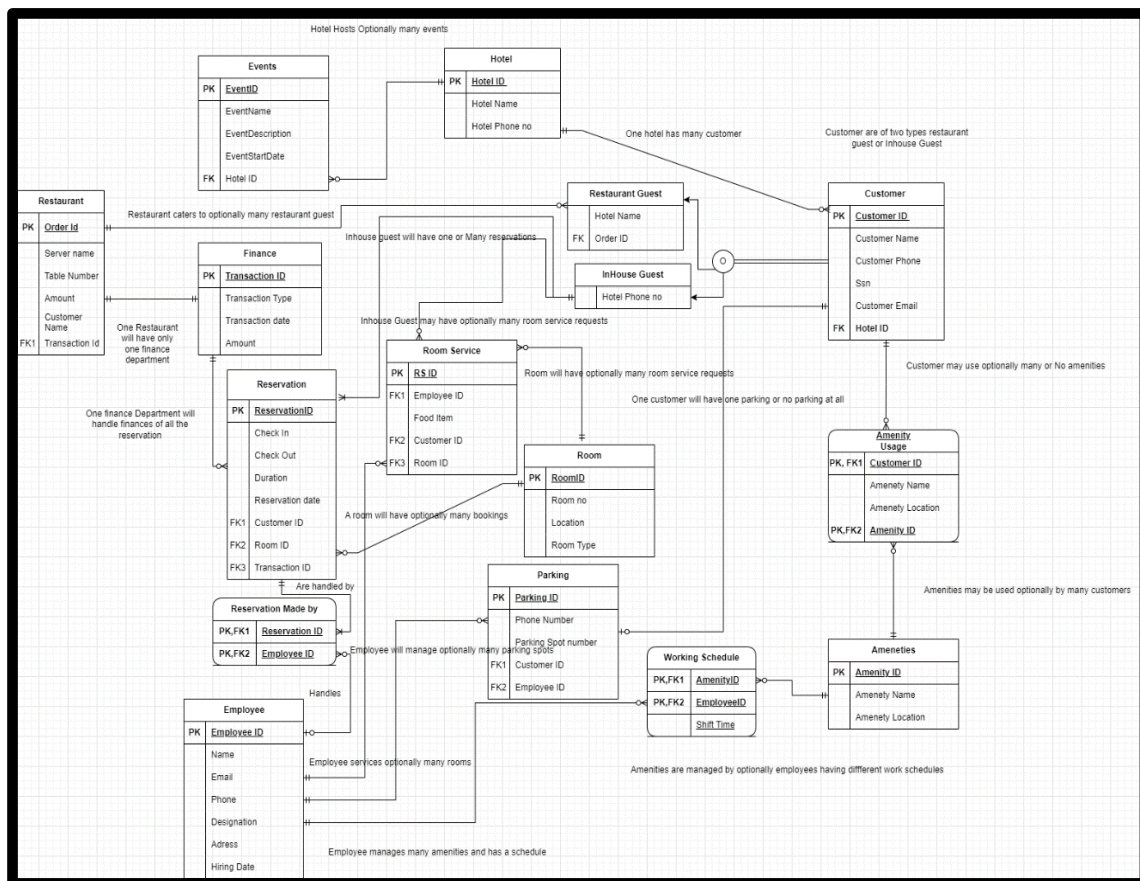 Hotel Hosts Optionally many events
Events
PK EventID
EventName
EventDescription
EventStartDate
FK Hotel ID
Hotel
PK Hotel ID
Hotel Name
Hotel Phone no
One hotel has many customer
Customer are of two types restaurant
guest or Inhouse Guest
Restaurant
PK Order Id
Server name
Table Number
Amount
Customer
Name
FK1 Transaction Id
Restaurant caters to optionally many restaurant guest
Restaurant Guest
Hotel Name
FK Order ID
Customer
PK Customer ID
Customer Name
Customer Phone
Ssn
Customer Email
FK Hotel ID
O
Inhouse guest will have one or Many reservations
Finance
PK Transaction ID
Transaction Type
Transaction date
Amount
InHouse Guest
Hotel Phone no
One Restaurant
will have only
one finance
department
Inhouse Guest may have optionally many room service requests
Room Service
PK RS ID
FK1 Employee ID
Food Item
FK2 Customer ID
FK3 Room ID
Room will have optionally many room service requests
Customer may use optionally many or No amenities
One customer will have one parking or no parking at all
Reservation
PK ReservationID
Check In
Check Out
Duration
Reservation date
FK1 Customer ID
FK2 Room ID
FK3 Transaction ID
One finance Department will
handle finances of all the
reservation
Room
PK RoomID
Room no
Location
Room Type
A room will have optionally many bookings
Amenity
Usage
PK, FK1 Customer ID
Amenety Name
Amenety Location
PK,FK2 Amenity ID
Are handled by
Parking
PK Parking ID
Phone Number
Parking Spot number
FK1 Customer ID
FK2 Employee ID
Amenities may be used optionally by many customers
Reservation Made by
PK,FK1 Reservation ID
PK,FK2 Employee ID
Employee will manage optionally many parking spots
Working Schedule
PK,FK1 AmenityID
PK,FK2 EmployeeID
Shift Time
Ameneties
PK Amenity ID
Amenety Name
Amenety Location
Handles
Employee
PK Employee ID
Name
Email
Phone
Designation
Adress
Hiring Date
Employee services optionally many rooms
Amenities are managed by optionally employees having diffferent work schedules
Employee manages many amenities and has a schedule